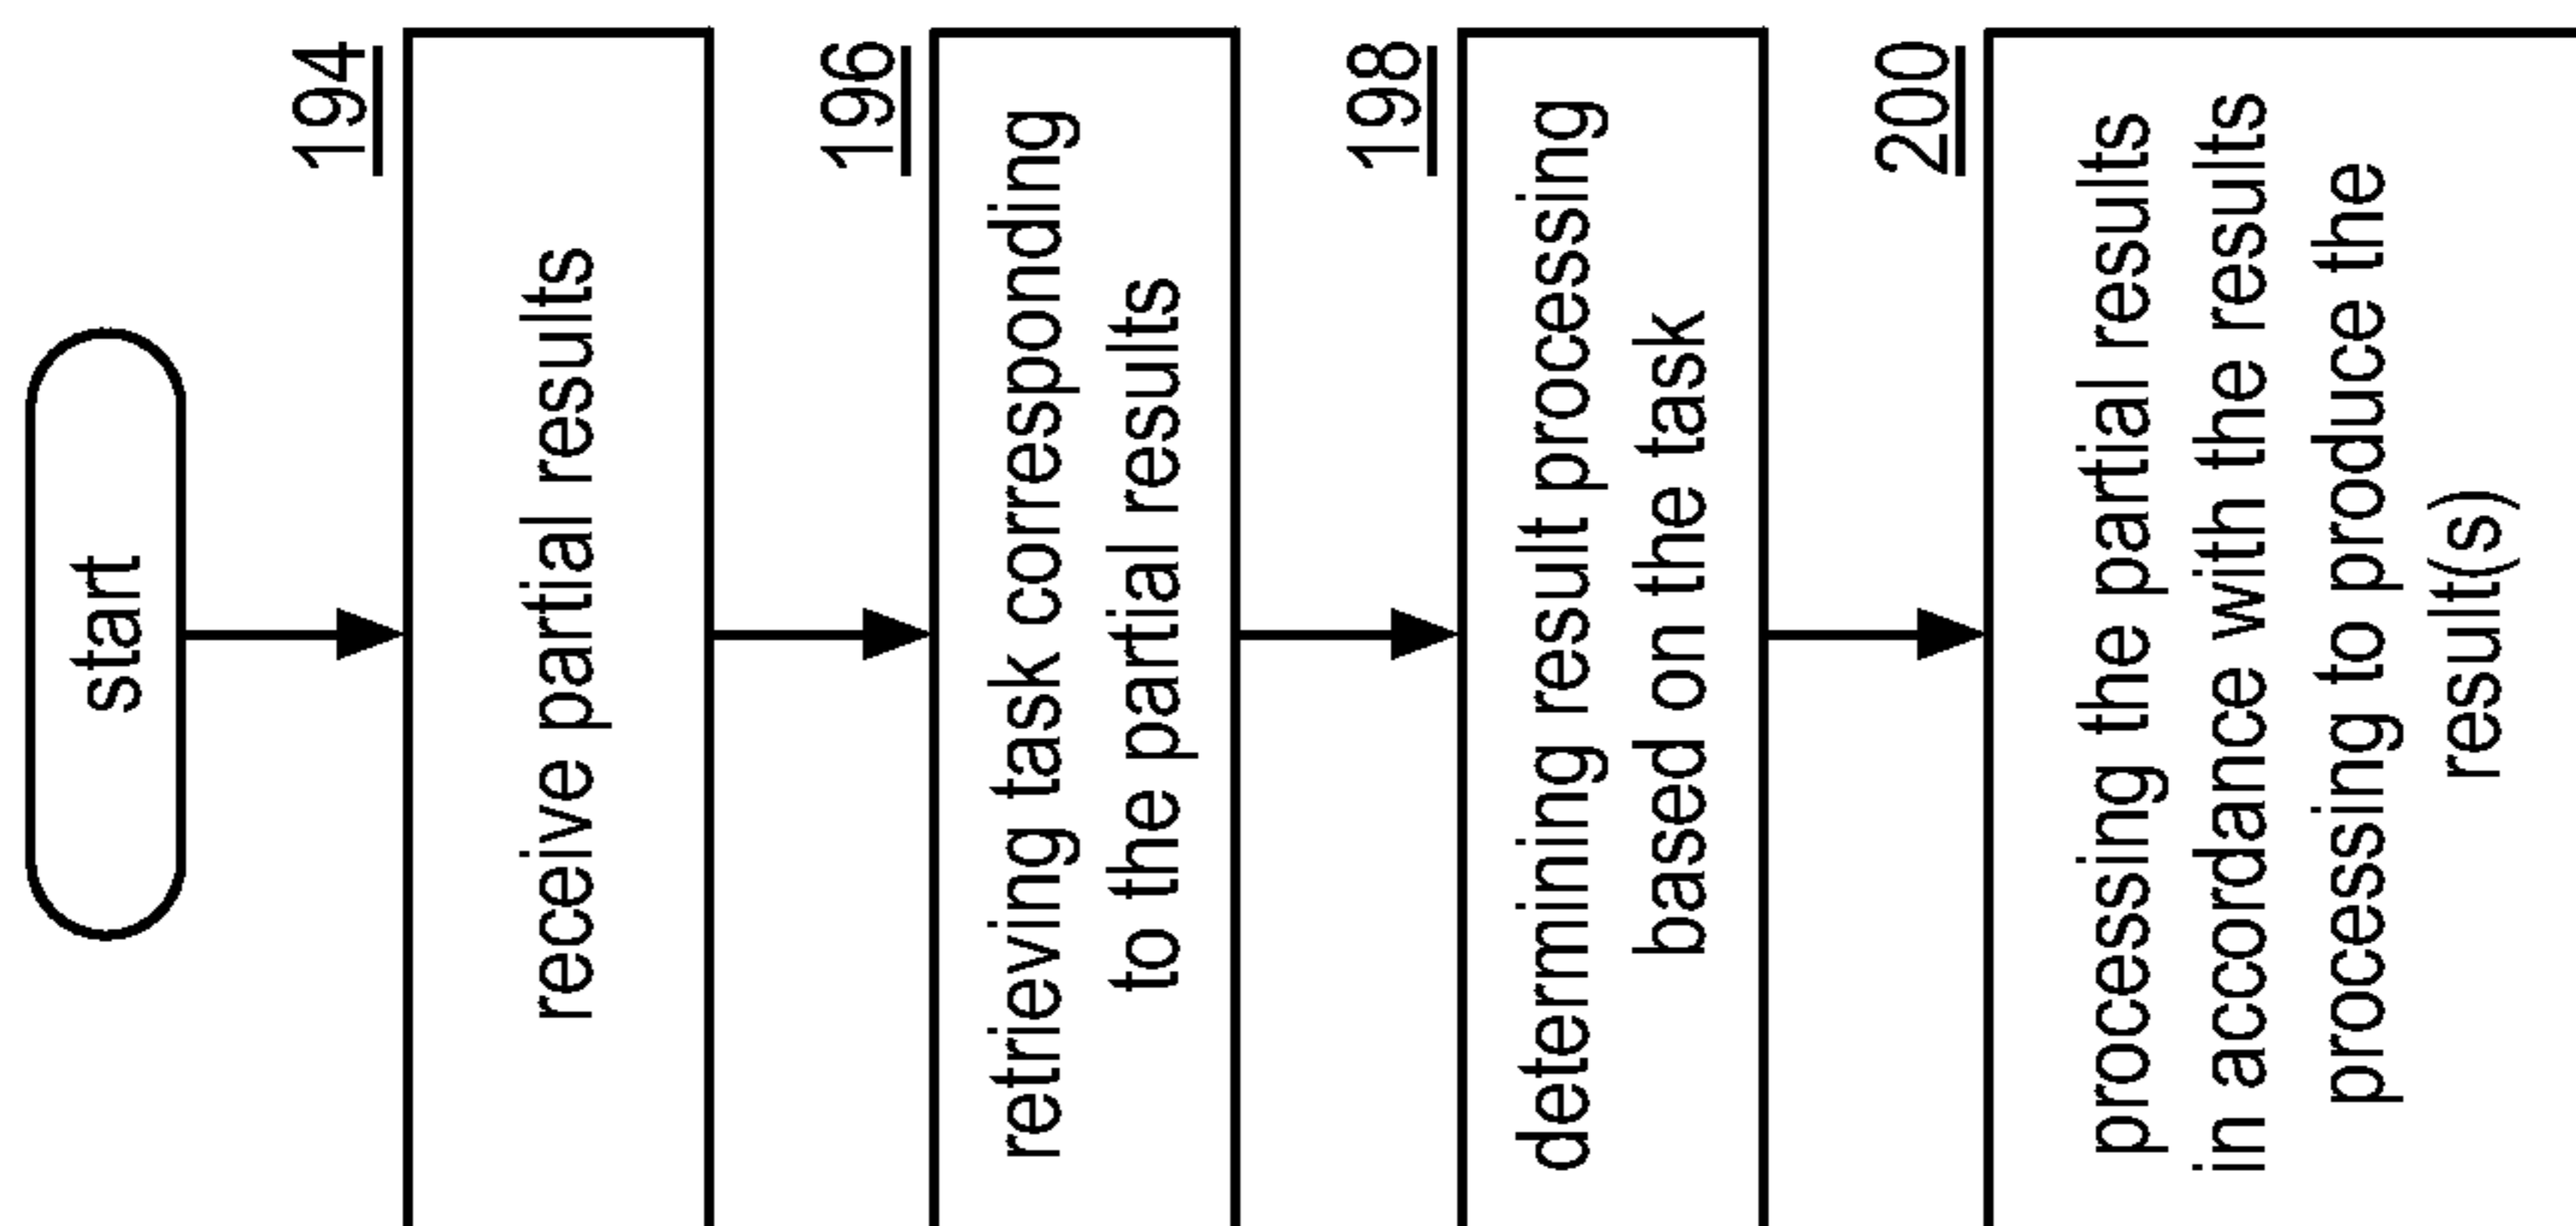 start
194
receive partial results
196
retrieving task corresponding
to the partial results
198
determining result processing
based on the task
200
processing the partial results
in accordance with the results
processing to produce the
result(s)